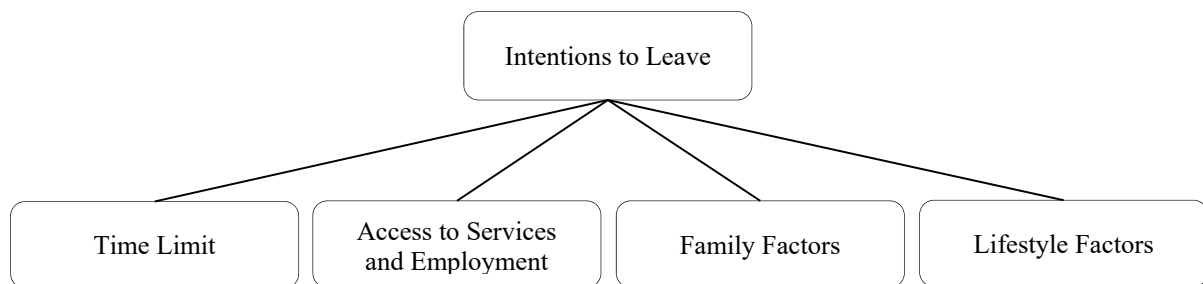 Intentions to Leave
Time Limit
Access to Services
and Employment
Family Factors
Lifestyle Factors